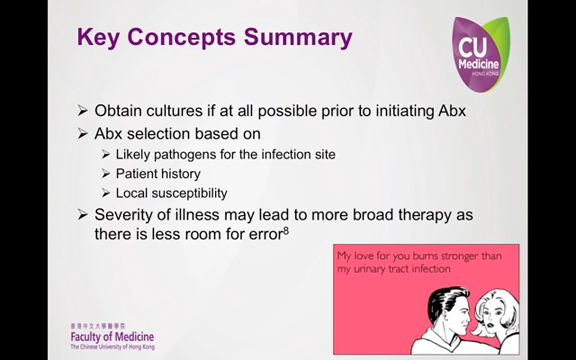 Key Concepts Summary
CU
Medicine
HONG KONG
Obtain cultures if at all possible prior to initiating Abx
Abx selection based on
Likely pathogens for the infection site
Patient history
Local susceptibility
Severity of illness may lead to more broad therapy as
there is less room for error8
My love for you burns stronger than
my urinary tract infection
香港中文大學醫學院
Faculty of Medicine
The Chinese University of Hong Kong